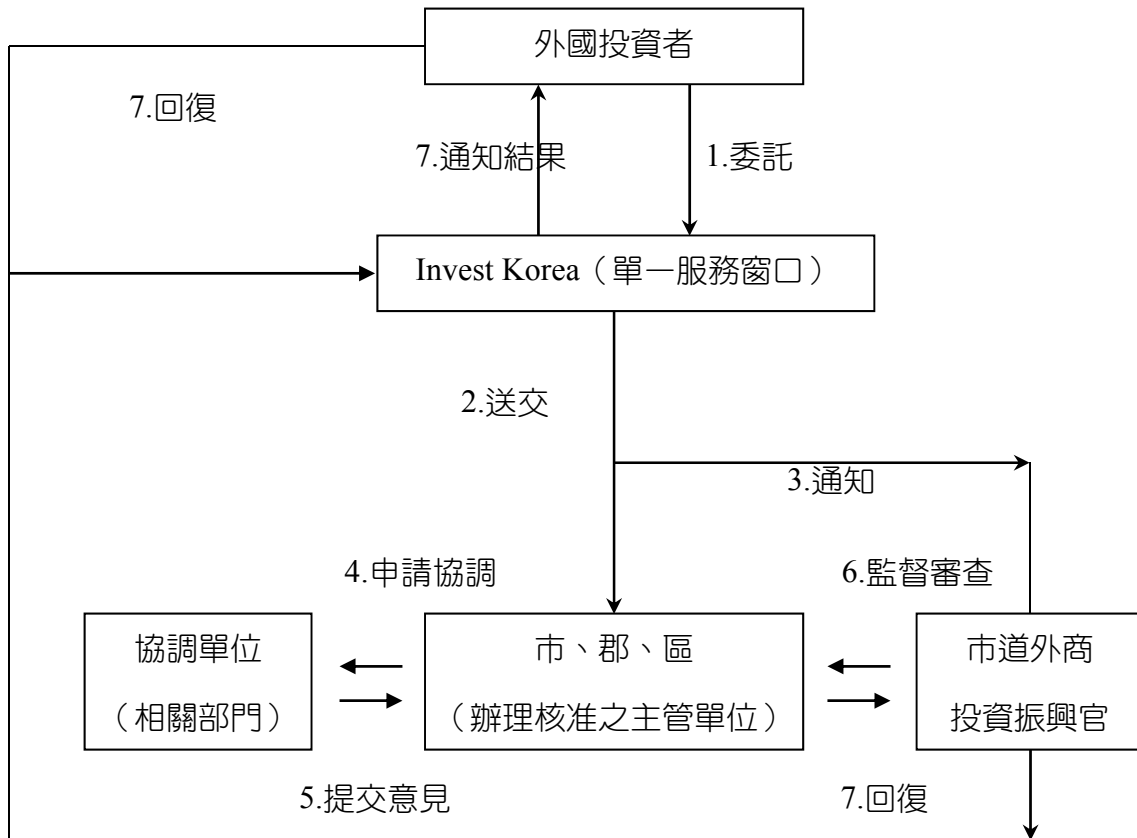 外國投資者
7.回復
7.通知結果
1.委託
Invest Korea（單一服務窗口）
2.送交
3.通知
4.申請協調
6.監督審查
協調單位
（相關部門）
市、郡、區
（辦理核准之主管單位）
市道外商
投資振興官
5.提交意見
7.回復